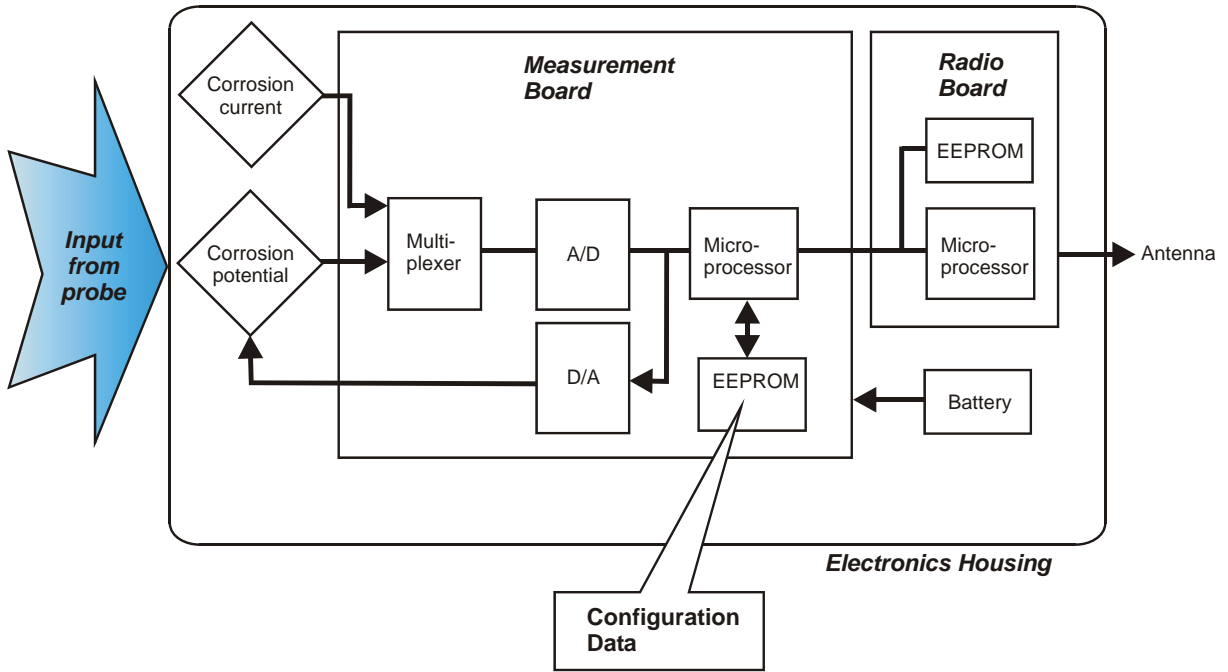 Input
from
probe
Corrosion
current
Corrosion
potential
Measurement
Board
Multi-
plexer
A/D
D/A
Micro-
processor
EEPROM
Radio
Board
EEPROM
Micro-
processor
Antenna
Battery
Electronics Housing
Configuration
Data